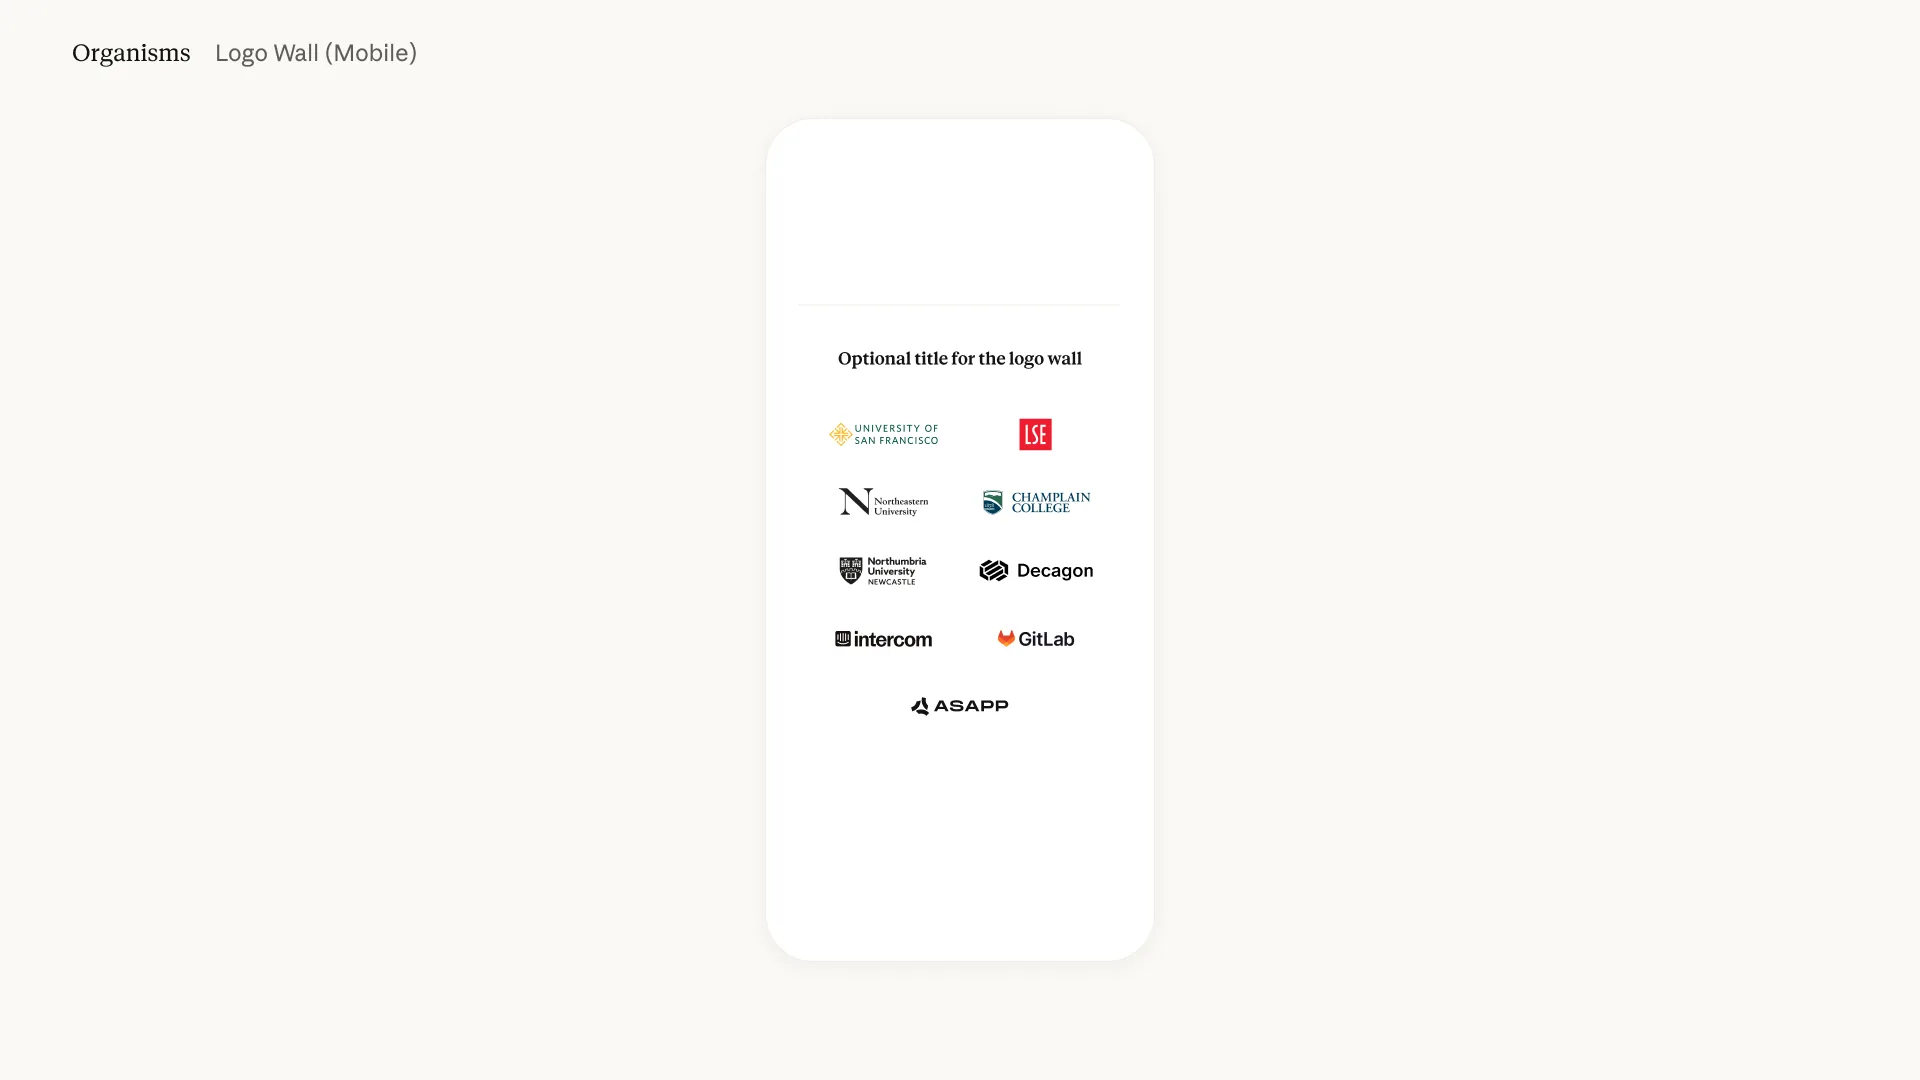 Organisms Logo Wall (Mobile)
Optional title for the logo wall
UNIVERSITY OF
SAN FRANCISCO
LSE
Northeastern
University
CHAMPLAIN
COLLEGE
Northumbria
University
NEWCASTLE
Decagon
intercom
GitLab
ASAPP